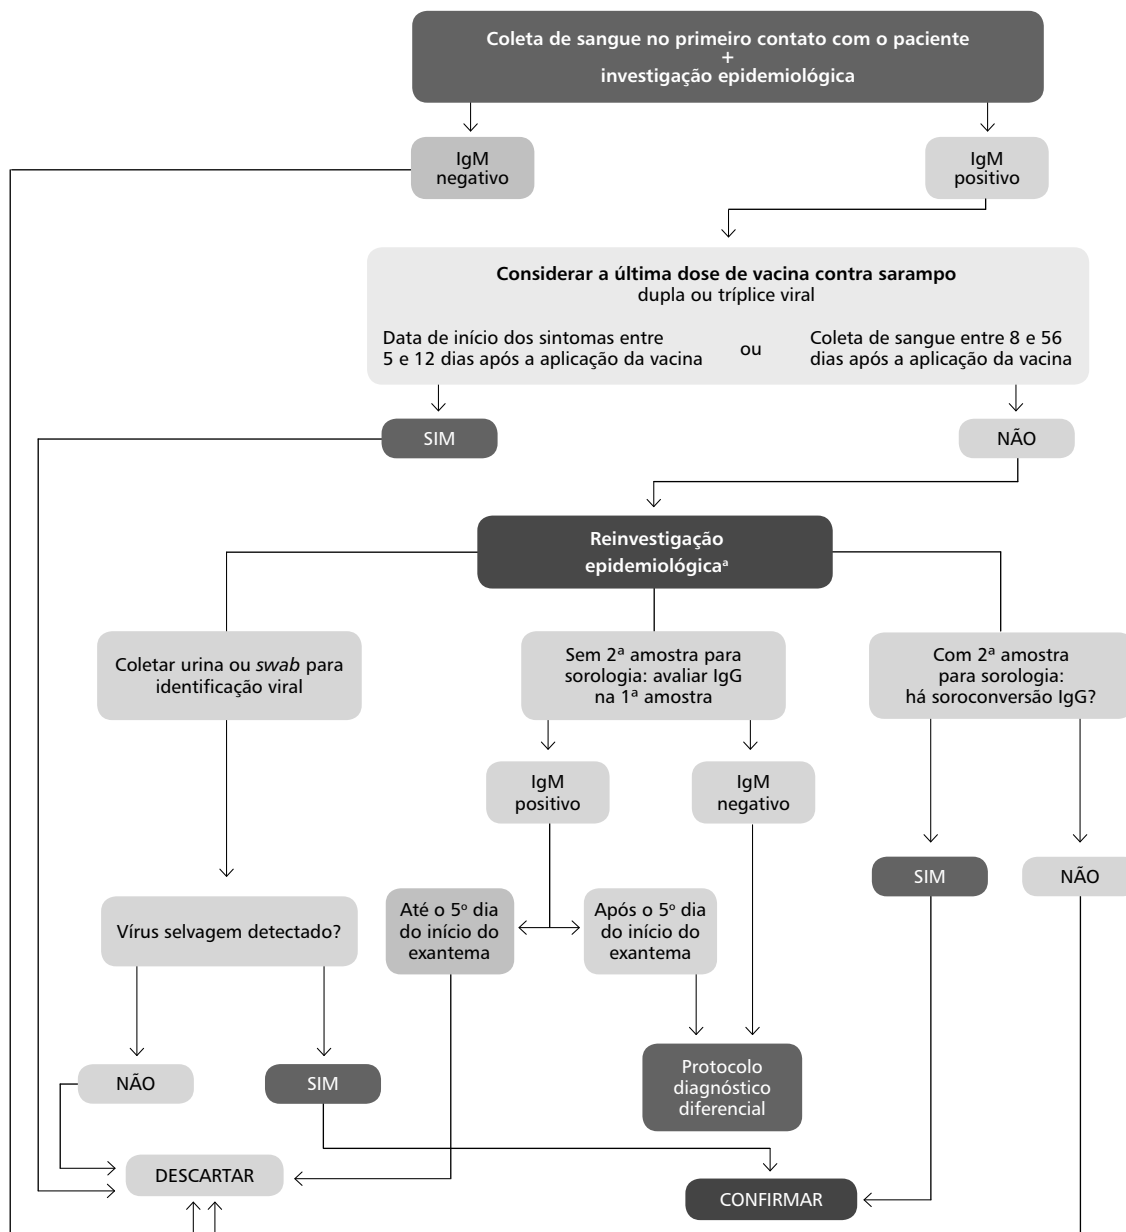 Coleta de sangue no primeiro contato com o paciente
+
investigação epidemiológica
IgM
negativo
IgM
positivo
Considerar a última dose de vacina contra sarampo
dupla ou tríplice viral
Data de início dos sintomas entre
5 e 12 dias após a aplicação da vacina
ou
Coleta de sangue entre 8 e 56
dias após a aplicação da vacina
SIM
NÃO
Reinvestigação
epidemiológicaª
Coletar urina ou swab para
identificação viral
Sem 2ª amostra para
sorologia: avaliar IgG
na 1ª amostra
Com 2ª amostra
para sorologia:
há soroconversão IgG?
IgM
positivo
IgM
negativo
SIM
NÃO
Vírus selvagem detectado?
Até o 5º dia
do início do
exantema
Após o 5º dia
do início do
exantema
NÃO
SIM
Protocolo
diagnóstico
diferencial
DESCARTAR
CONFIRMAR